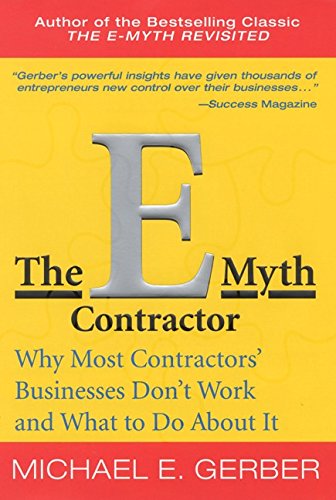 Author of the Bestselling Classic
THE E-MYTH REVISITED
"Gerber's powerful insights have given thousands of
entrepreneurs new control over their businesses..."
—Success Magazine
The E Myth
Contractor
Why Most Contractors'
Businesses Don't Work
and What to Do About It
MICHAEL E. GERBER